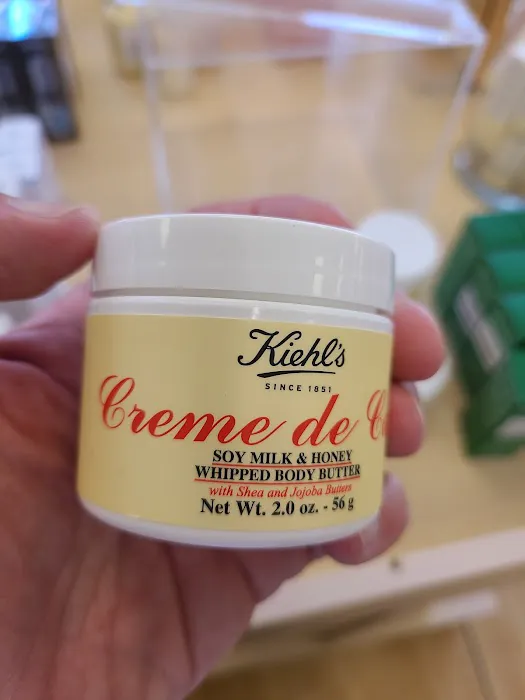 Kiehl's
SINCE 1851
Creme de C
SOY MILK & HONEY
WHIPPED BODY BUTTER
with Shea and Jojoba Butters
Net Wt. 2.0 oz. - 56 g